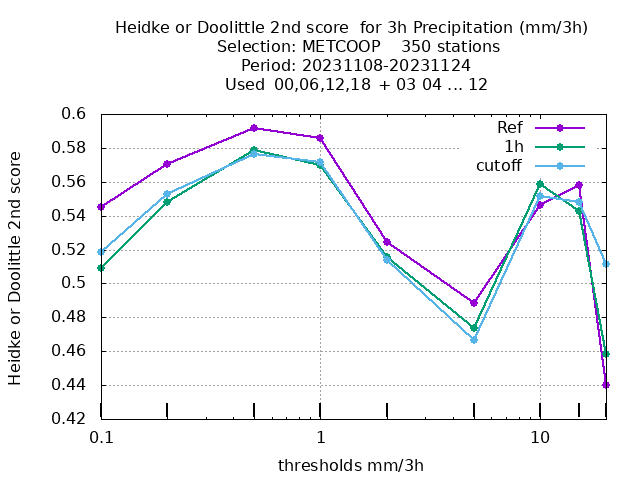 Heidke or Doolittle 2nd score  for 3h Precipitation (mm/3h)
Selection: METCOOP    350 stations
Period: 20231108-20231124
Used  00,06,12,18 + 03 04 ... 12
Ref
1h
cutoff
Heidke or Doolittle 2nd score
0.6
0.58
0.56
0.54
0.52
0.5
0.48
0.46
0.44
0.42
0.1
1
10
thresholds mm/3h